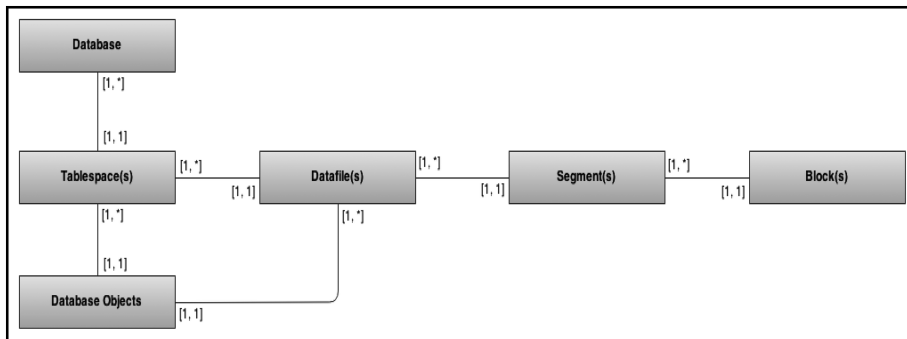 Database
[1, *]
[1, 1]
Tablespace(s)
[1, *]
[1, 1]
Datafile(s)
[1, *]
[1, 1]
Segment(s)
[1, *]
[1, 1]
Block(s)
[1, *]
[1, *]
[1, 1]
Database Objects
[1, 1]